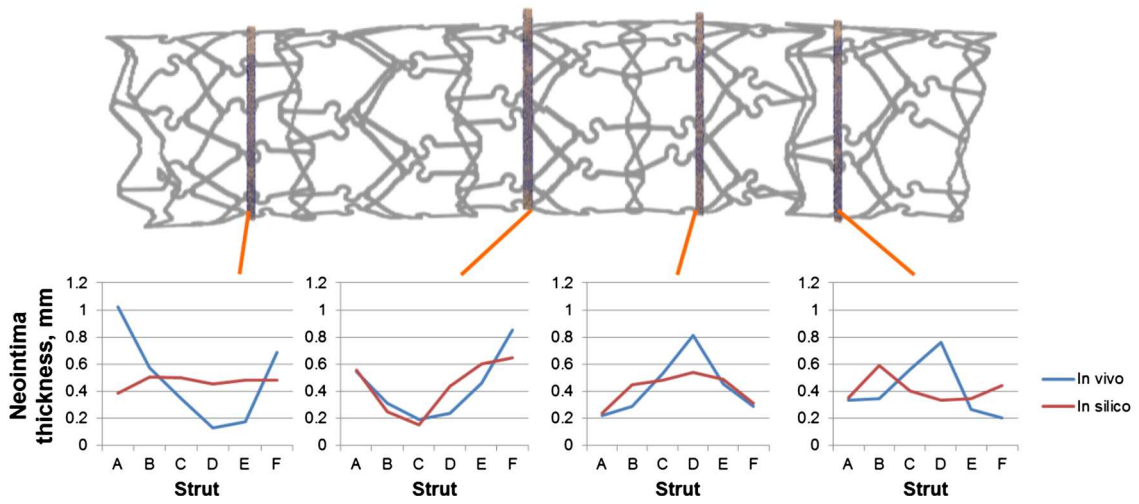 1.2 1.2 1.2 1.2
1 1 1 1
0.8 0.8 0.8 0.8
0.6 0.6 0.6 0.6
0.4 0.4 0.4 0.4
0.2 0.2 0.2 0.2
0 0 0 0
Neointima
thickness, mm
A B C D E F A B C D E F A B C D E F A B C D E F
Strut Strut Strut Strut
In vivo
In silico